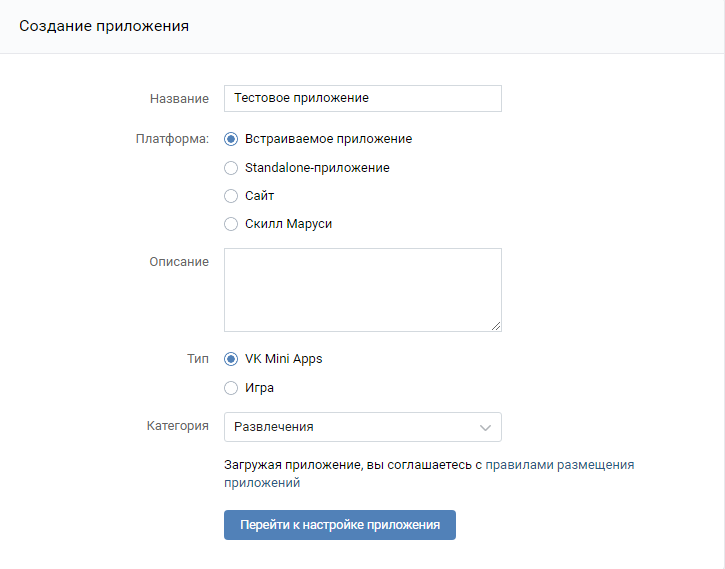 Создание приложения
Название
Тестовое приложение
Платформа:
Встраиваемое приложение
Standalone-приложение
Сайт
Скилл Маруси
Описание
Тип
VK Mini Apps
Игра
Категория
Развлечения
Загружая приложение, вы соглашаетесь с правилами размещения
приложений
Перейти к настройке приложения